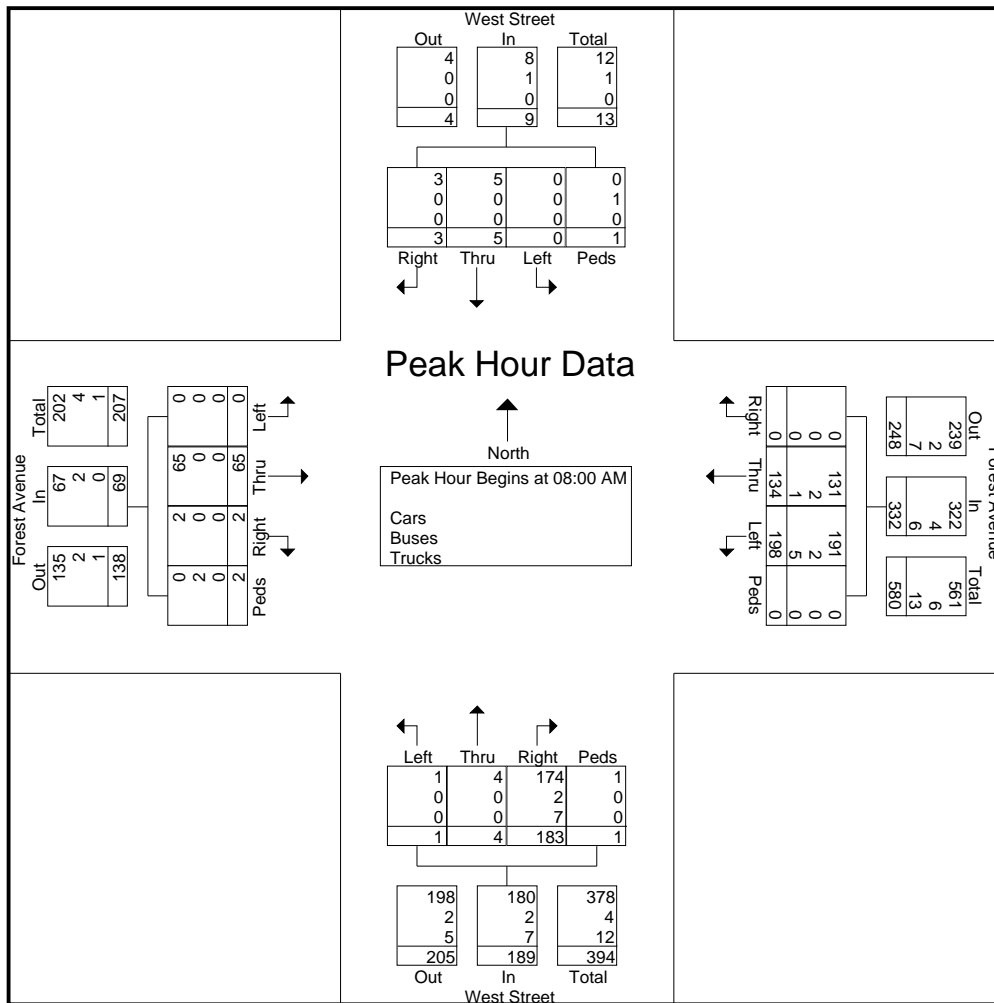 West Street
Out In Total
4 8 12
0 1 1
0 0 0
4 9 13
3 5 0 0
0 0 0 1
0 0 0 0
3 5 0 1
Right Thru Left Peds
Peak Hour Data
North
Peak Hour Begins at 08:00 AM
Cars
Buses
Trucks
Forest Avenue
Total In Out
202 67 135
4 2 2
1 0 1
207 69 138
0 65 2 0
0 0 0 2
0 0 0 0
0 65 2 2
Left Thru Right Peds
Forest Avenue
Out In Total
239 322 561
2 4 6
7 6 13
248 332 580
0 131 191 0
0 2 2 0
0 1 5 0
0 134 198 0
Right Thru Left Peds
Left Thru Right Peds
1 4 174 1
0 0 2 0
0 0 7 0
1 4 183 1
198 180 378
2 2 4
5 7 12
205 189 394
Out In Total
West Street